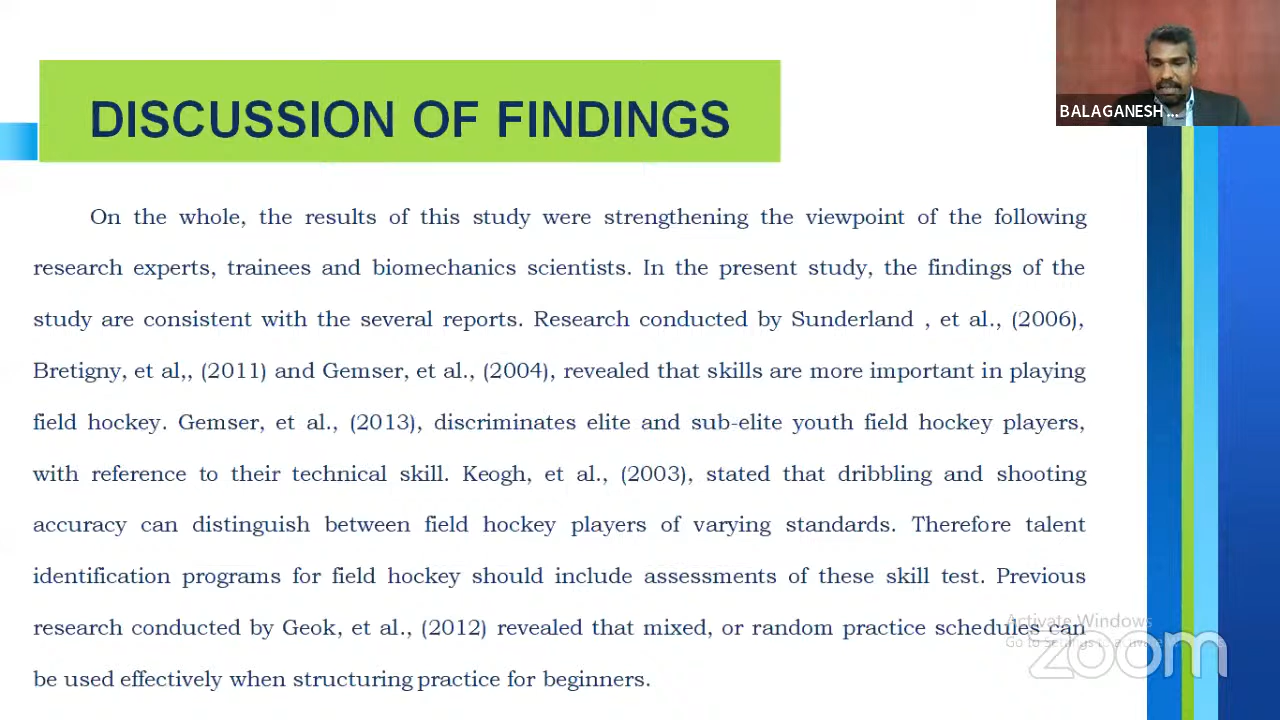 DISCUSSION OF FINDINGS
BALAGANESH ...
On the whole, the results of this study were strengthening the viewpoint of the following
research experts, trainees and biomechanics scientists. In the present study, the findings of the
study are consistent with the several reports. Research conducted by Sunderland , et al., (2006),
Bretigny, et al,, (2011) and Gemser, et al., (2004), revealed that skills are more important in playing
field hockey. Gemser, et al., (2013), discriminates elite and sub-elite youth field hockey players,
with reference to their technical skill. Keogh, et al., (2003), stated that dribbling and shooting
accuracy can distinguish between field hockey players of varying standards. Therefore talent
identification programs for field hockey should include assessments of these skill test. Previous
research conducted by Geok, et al., (2012) revealed that mixed, or random practice schedules can
be used effectively when structuring practice for beginners.
Activate Windows
Go to Settings to activate
zoom